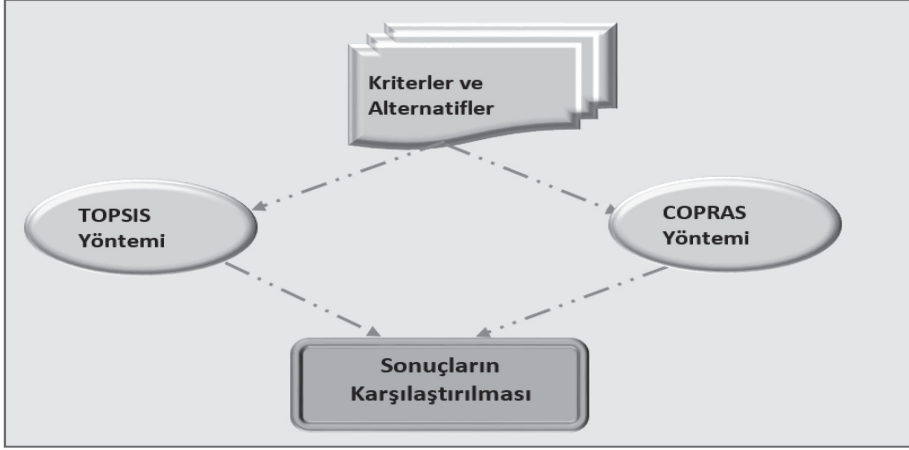 Kriterler ve
Alternatifler
TOPSIS
Yöntemi
COPRAS
Yöntemi
Sonuçların
Karşılaştırılması